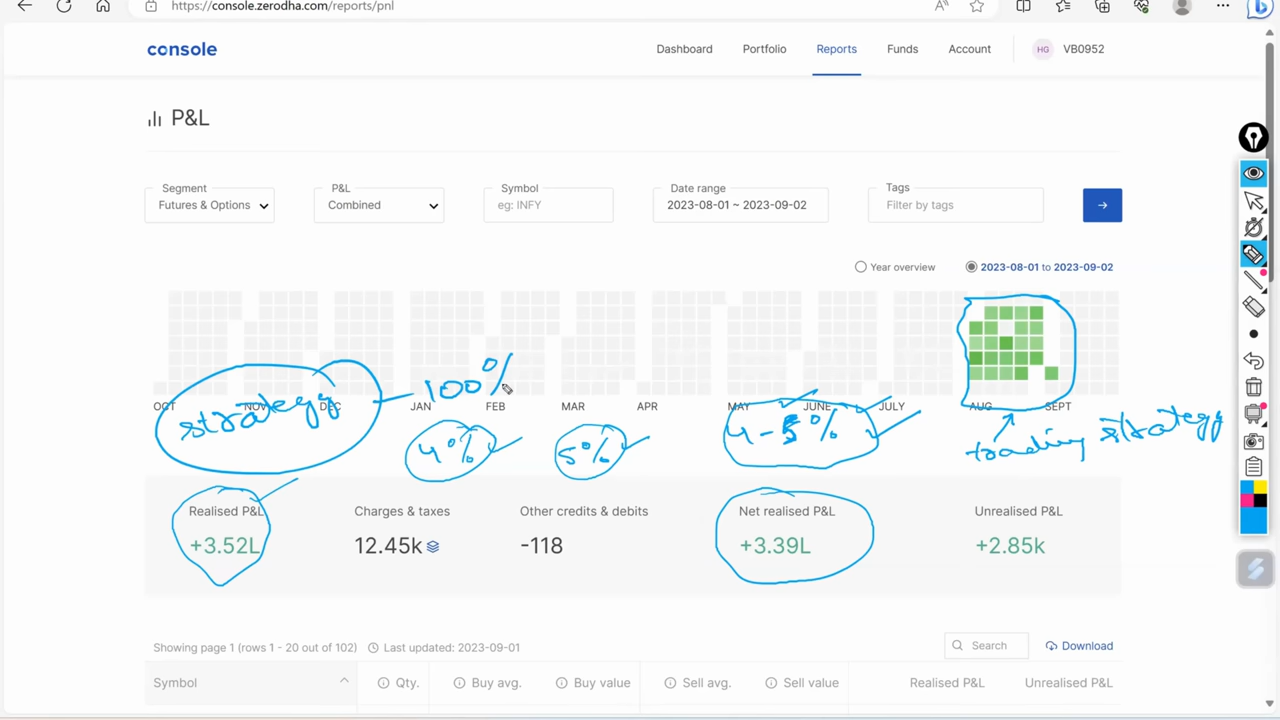 https://console.zerodha.com/reports/pnl
console
Dashboard Portfolio Reports Funds Account HG VB0952
P&L
Segment P&L Symbol Date range Tags
Futures & Options Combined eg: INFY 2023-08-01 ~ 2023-09-02 Filter by tags
Year overview 2023-08-01 to 2023-09-02
100%
strategy
OCT NOV DEC JAN FEB MAR APR MAY JUNE JULY AUG SEPT
4% 5% 4-5% trading strategy
Realised P&L Charges & taxes Other credits & debits Net realised P&L Unrealised P&L
+3.52L 12.45k -118 +3.39L +2.85k
Showing page 1 (rows 1 - 20 out of 102) Last updated: 2023-09-01 Search Download
Symbol Qty. Buy avg. Buy value Sell avg. Sell value Realised P&L Unrealised P&L